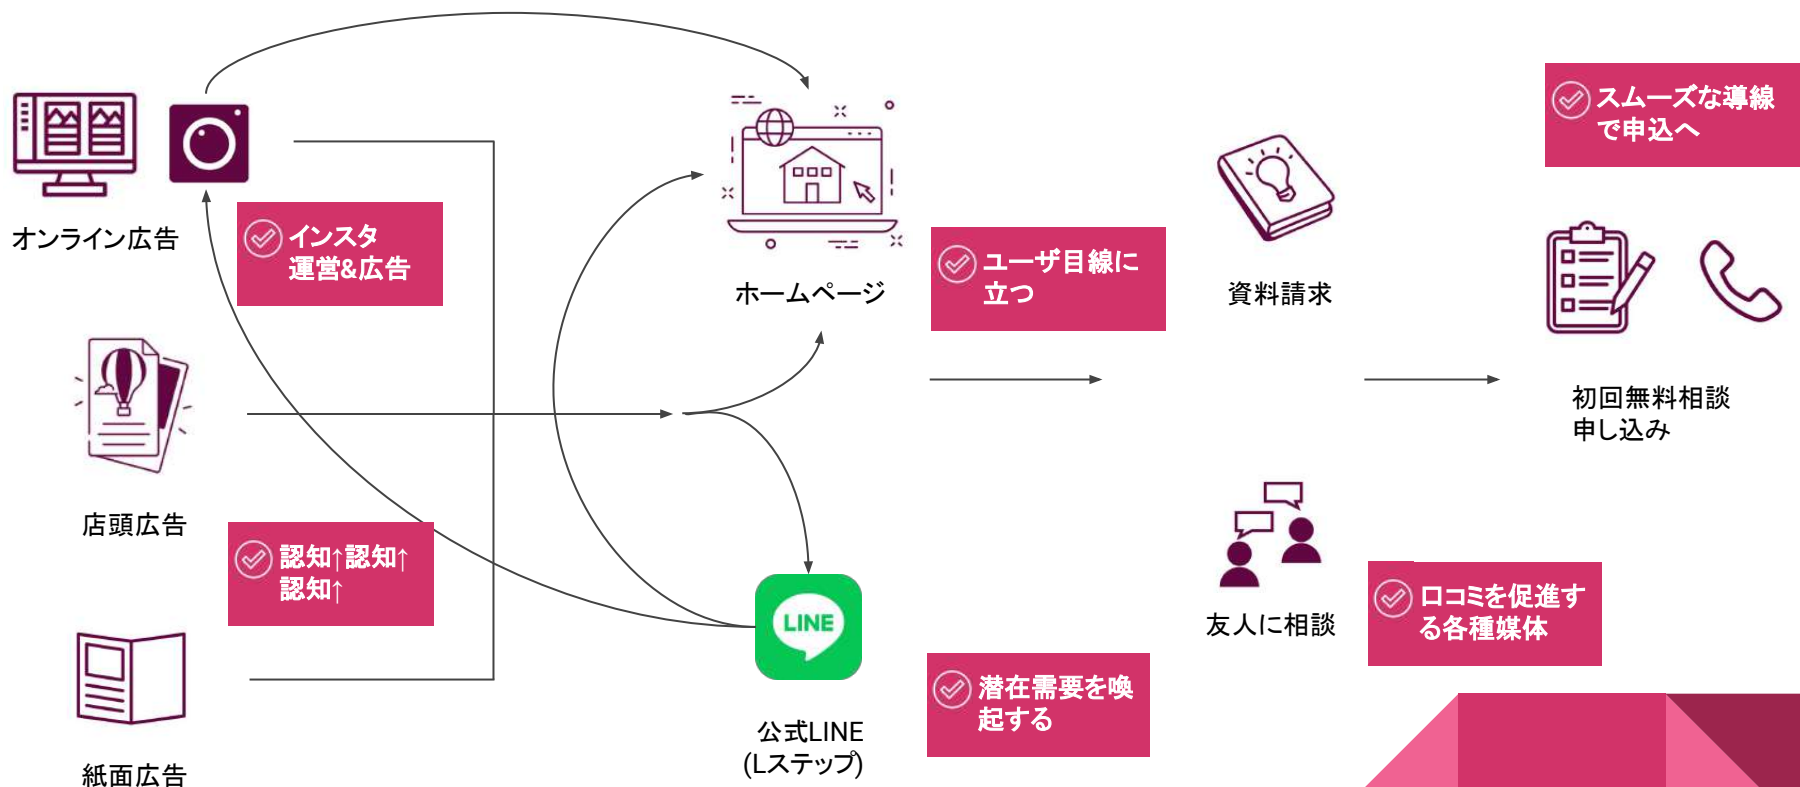 スムーズな導線
で申込へ
オンライン広告
インスタ
運営&広告
ホームページ
ユーザ目線に
立つ
資料請求
初回無料相談
申し込み
店頭広告
認知↑認知↑
認知↑
LINE
友人に相談
口コミを促進す
る各種媒体
潜在需要を喚
起する
公式LINE
(Lステップ)
紙面広告